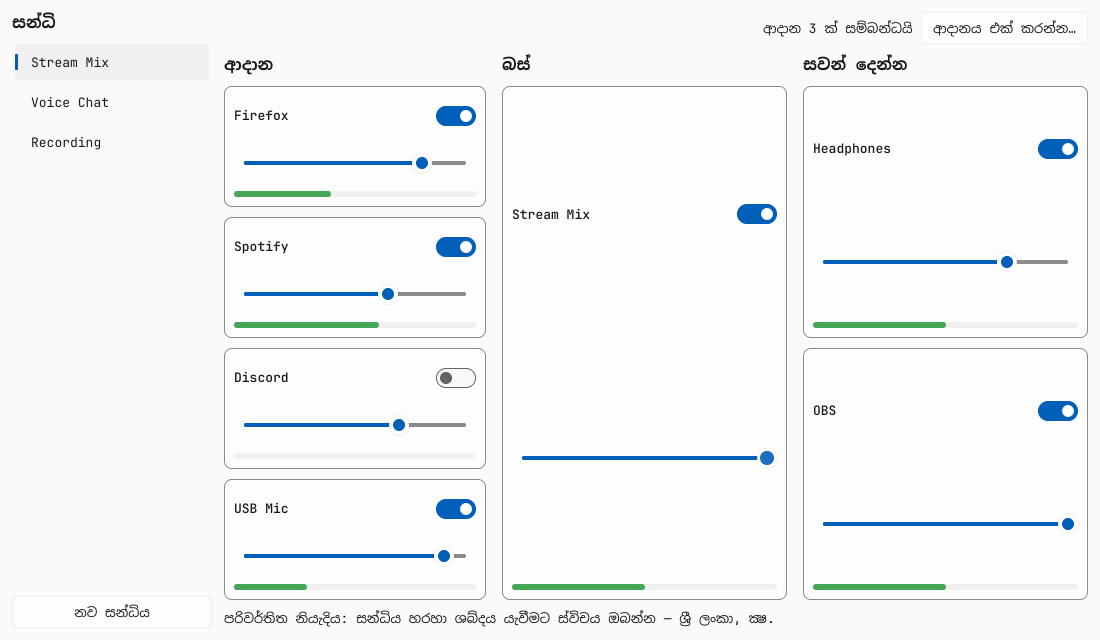 සන්ධි
ආදාන 3 ක් සම්බන්ධයි
ආදානය එක් කරන්න…
Stream Mix
Voice Chat
Recording
නව සන්ධිය
ආදාන
Firefox
Spotify
Discord
USB Mic
බස්
Stream Mix
සවන් දෙන්න
Headphones
OBS
පරිවර්තිත නියැදිය: සන්ධිය හරහා ශබ්දය යැවීමට ස්විචය ඔබන්න — ශ්‍රී ලංකා, ක්‍ෂ.